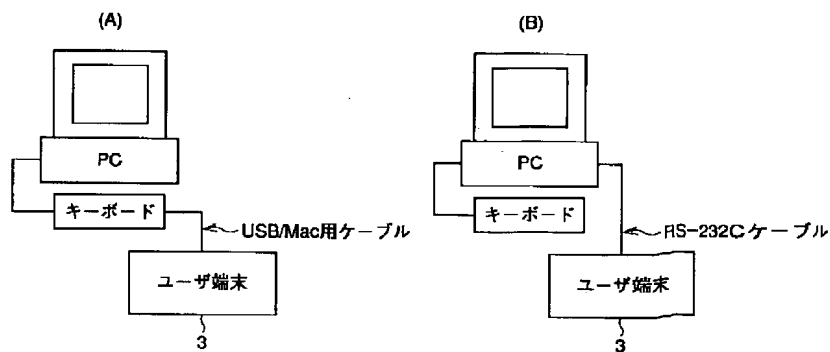 (A)
PC
キーボード
USB/Mac用ケーブル
ユーザ端末
3
(B)
PC
キーボード
RS-232Cケーブル
ユーザ端末
3